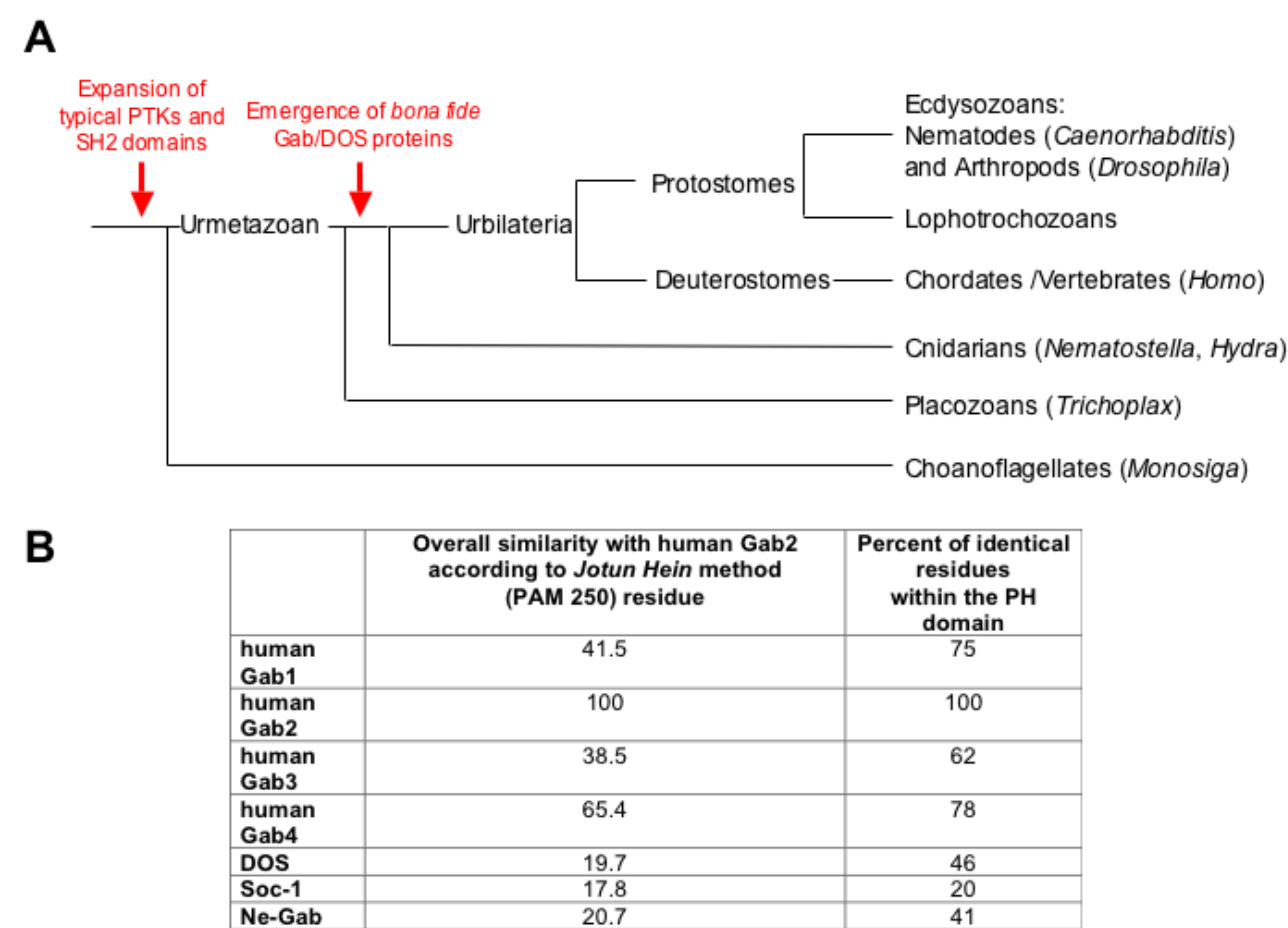 A
Expansion of
typical PTKs and
SH2 domains
Emergence of bona fide
Gab/DOS proteins
Urmetazoan
Urbilateria
Protostomes
Deuterostomes
Ecdysozoans:
Nematodes (Caenorhabditis)
and Arthropods (Drosophila)
Lophotrochozoans
Chordates /Vertebrates (Homo)
Cnidarians (Nematostella, Hydra)
Placozoans (Trichoplax)
Choanoflagellates (Monosiga)
B
Overall similarity with human Gab2
according to Jotun Hein method
(PAM 250) residue
Percent of identical
residues
within the PH
domain
human
Gab1
41.5
75
human
Gab2
100
100
human
Gab3
38.5
62
human
Gab4
65.4
78
DOS
19.7
46
Soc-1
17.8
20
Ne-Gab
20.7
41